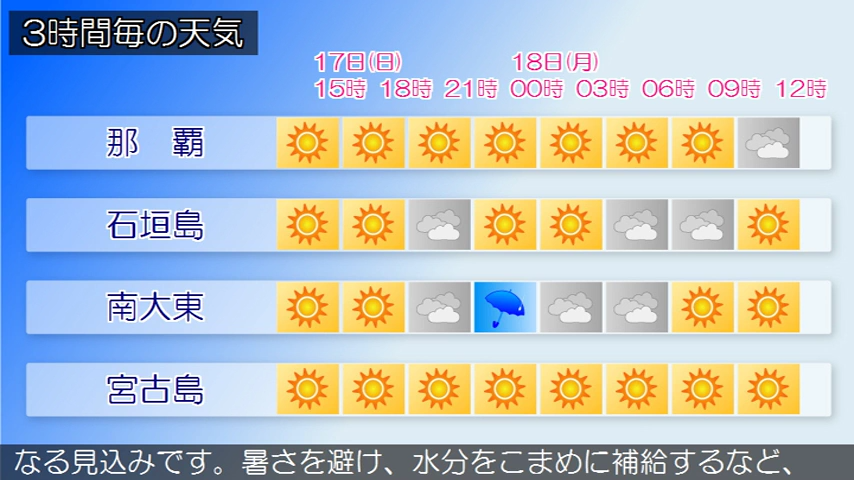 3時間毎の天気
17日(日) 18日(月)
15時 18時 21時 00時 03時 06時 09時 12時
那　覇
石垣島
南大東
宮古島
なる見込みです。暑さを避け、水分をこまめに補給するなど、